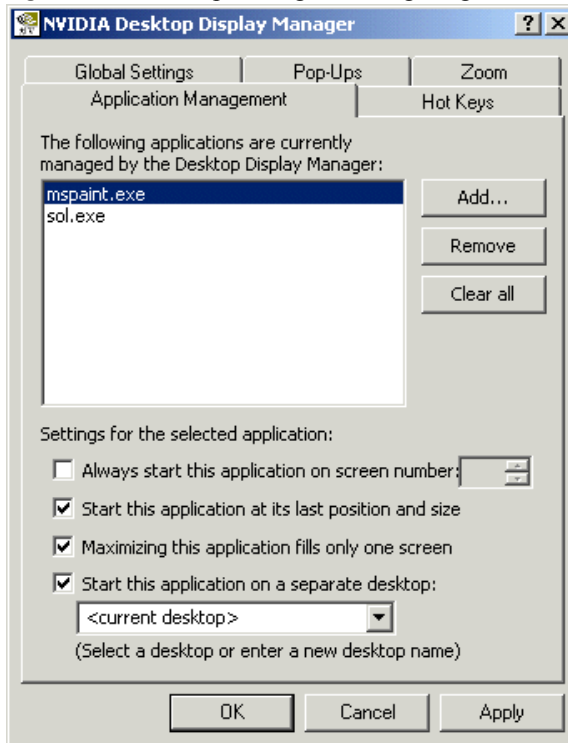 NVIDIA Desktop Display Manager
Global Settings
Pop-Ups
Zoom
Application Management
Hot Keys
The following applications are currently
managed by the Desktop Display Manager:
mspaint.exe
sol.exe
Add...
Remove
Clear all
Settings for the selected application:
Always start this application on screen number:
Start this application at its last position and size
Maximizing this application fills only one screen
Start this application on a separate desktop:
<current desktop>
(Select a desktop or enter a new desktop name)
OK
Cancel
Apply